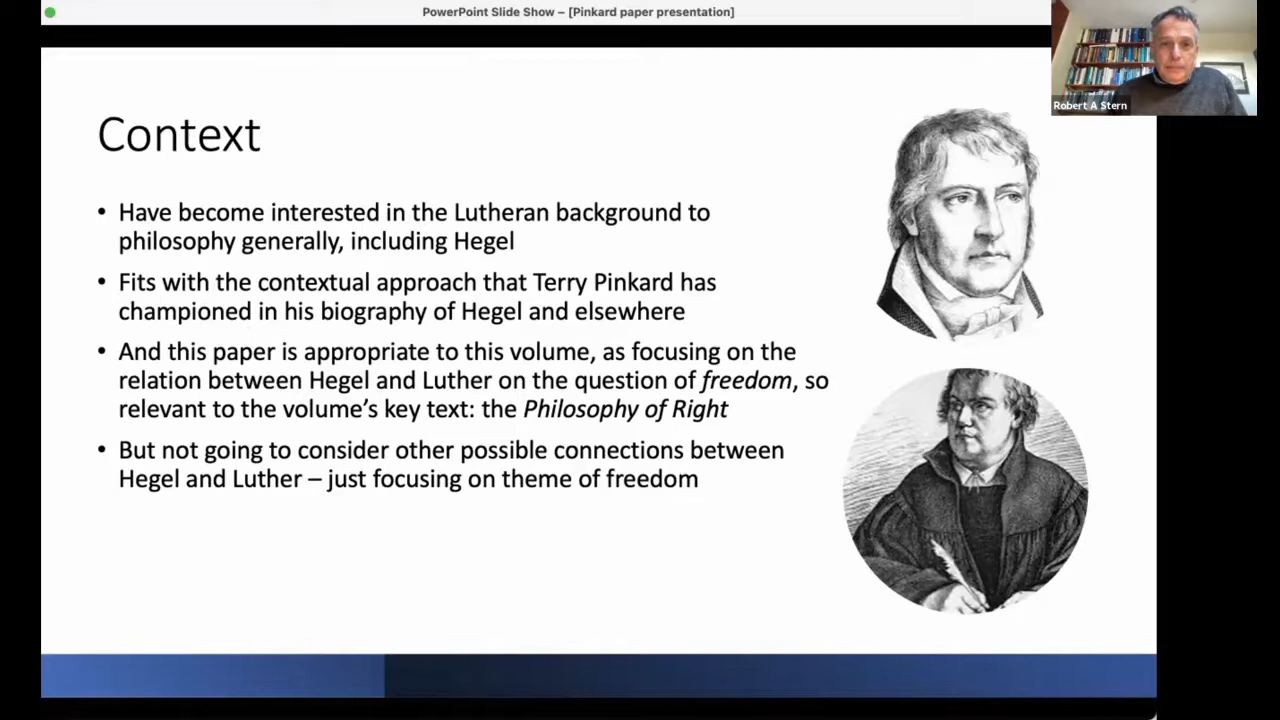 PowerPoint Slide Show – [Pinkard paper presentation]
Robert A Stern
Context
• Have become interested in the Lutheran background to
philosophy generally, including Hegel
• Fits with the contextual approach that Terry Pinkard has
championed in his biography of Hegel and elsewhere
• And this paper is appropriate to this volume, as focusing on the
relation between Hegel and Luther on the question of freedom, so
relevant to the volume’s key text: the Philosophy of Right
• But not going to consider other possible connections between
Hegel and Luther – just focusing on theme of freedom